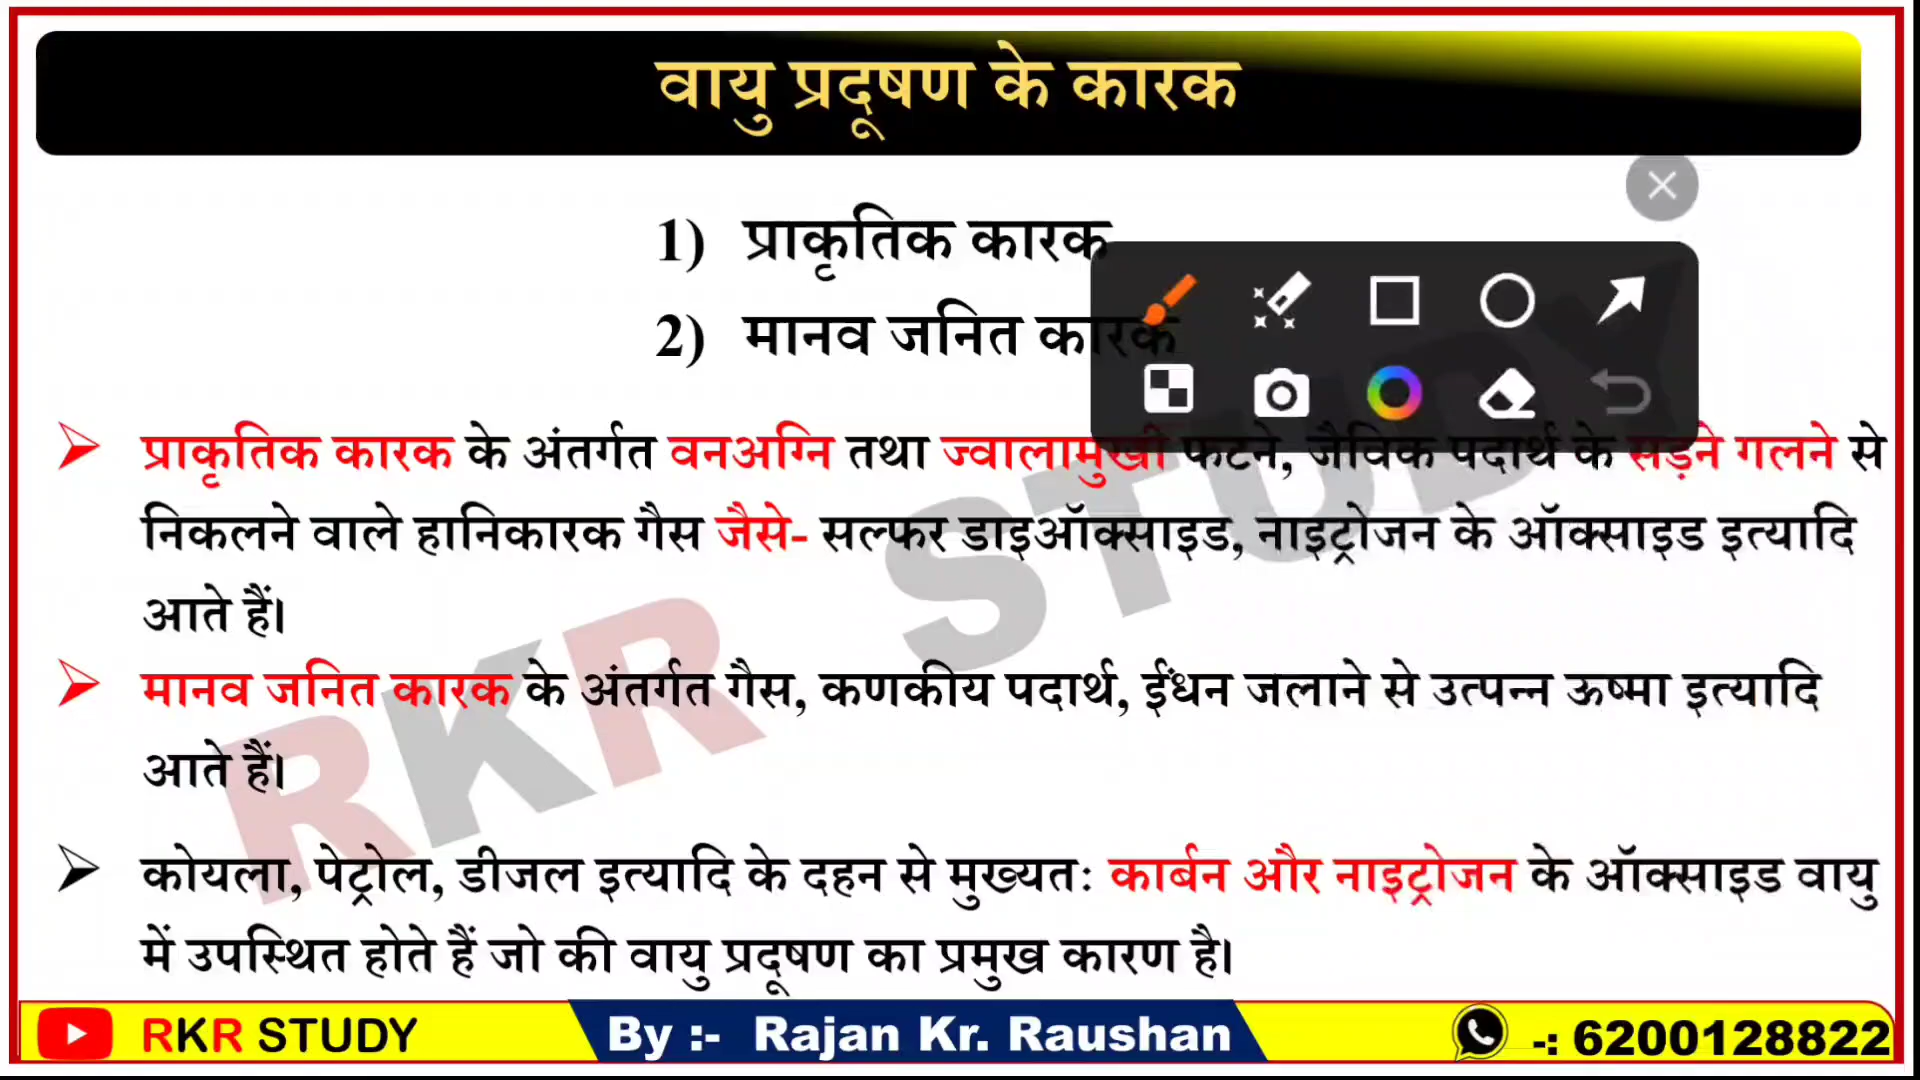 वायु प्रदूषण के कारक
1) प्राकृतिक कारक
2) मानव जनित कारक
➢ प्राकृतिक कारक के अंतर्गत वनअग्नि तथा ज्वालामुखी फटने, जैविक पदार्थ के सड़ने गलने से
निकलने वाले हानिकारक गैस जैसे- सल्फर डाइऑक्साइड, नाइट्रोजन के ऑक्साइड इत्यादि
आते हैं।
➢ मानव जनित कारक के अंतर्गत गैस, कणकीय पदार्थ, ईंधन जलाने से उत्पन्न ऊष्मा इत्यादि
आते हैं।
➢ कोयला, पेट्रोल, डीजल इत्यादि के दहन से मुख्यतः कार्बन और नाइट्रोजन के ऑक्साइड वायु
में उपस्थित होते हैं जो की वायु प्रदूषण का प्रमुख कारण है।
RKR STUDY
RKR STUDY By :- Rajan Kr. Raushan -: 6200128822